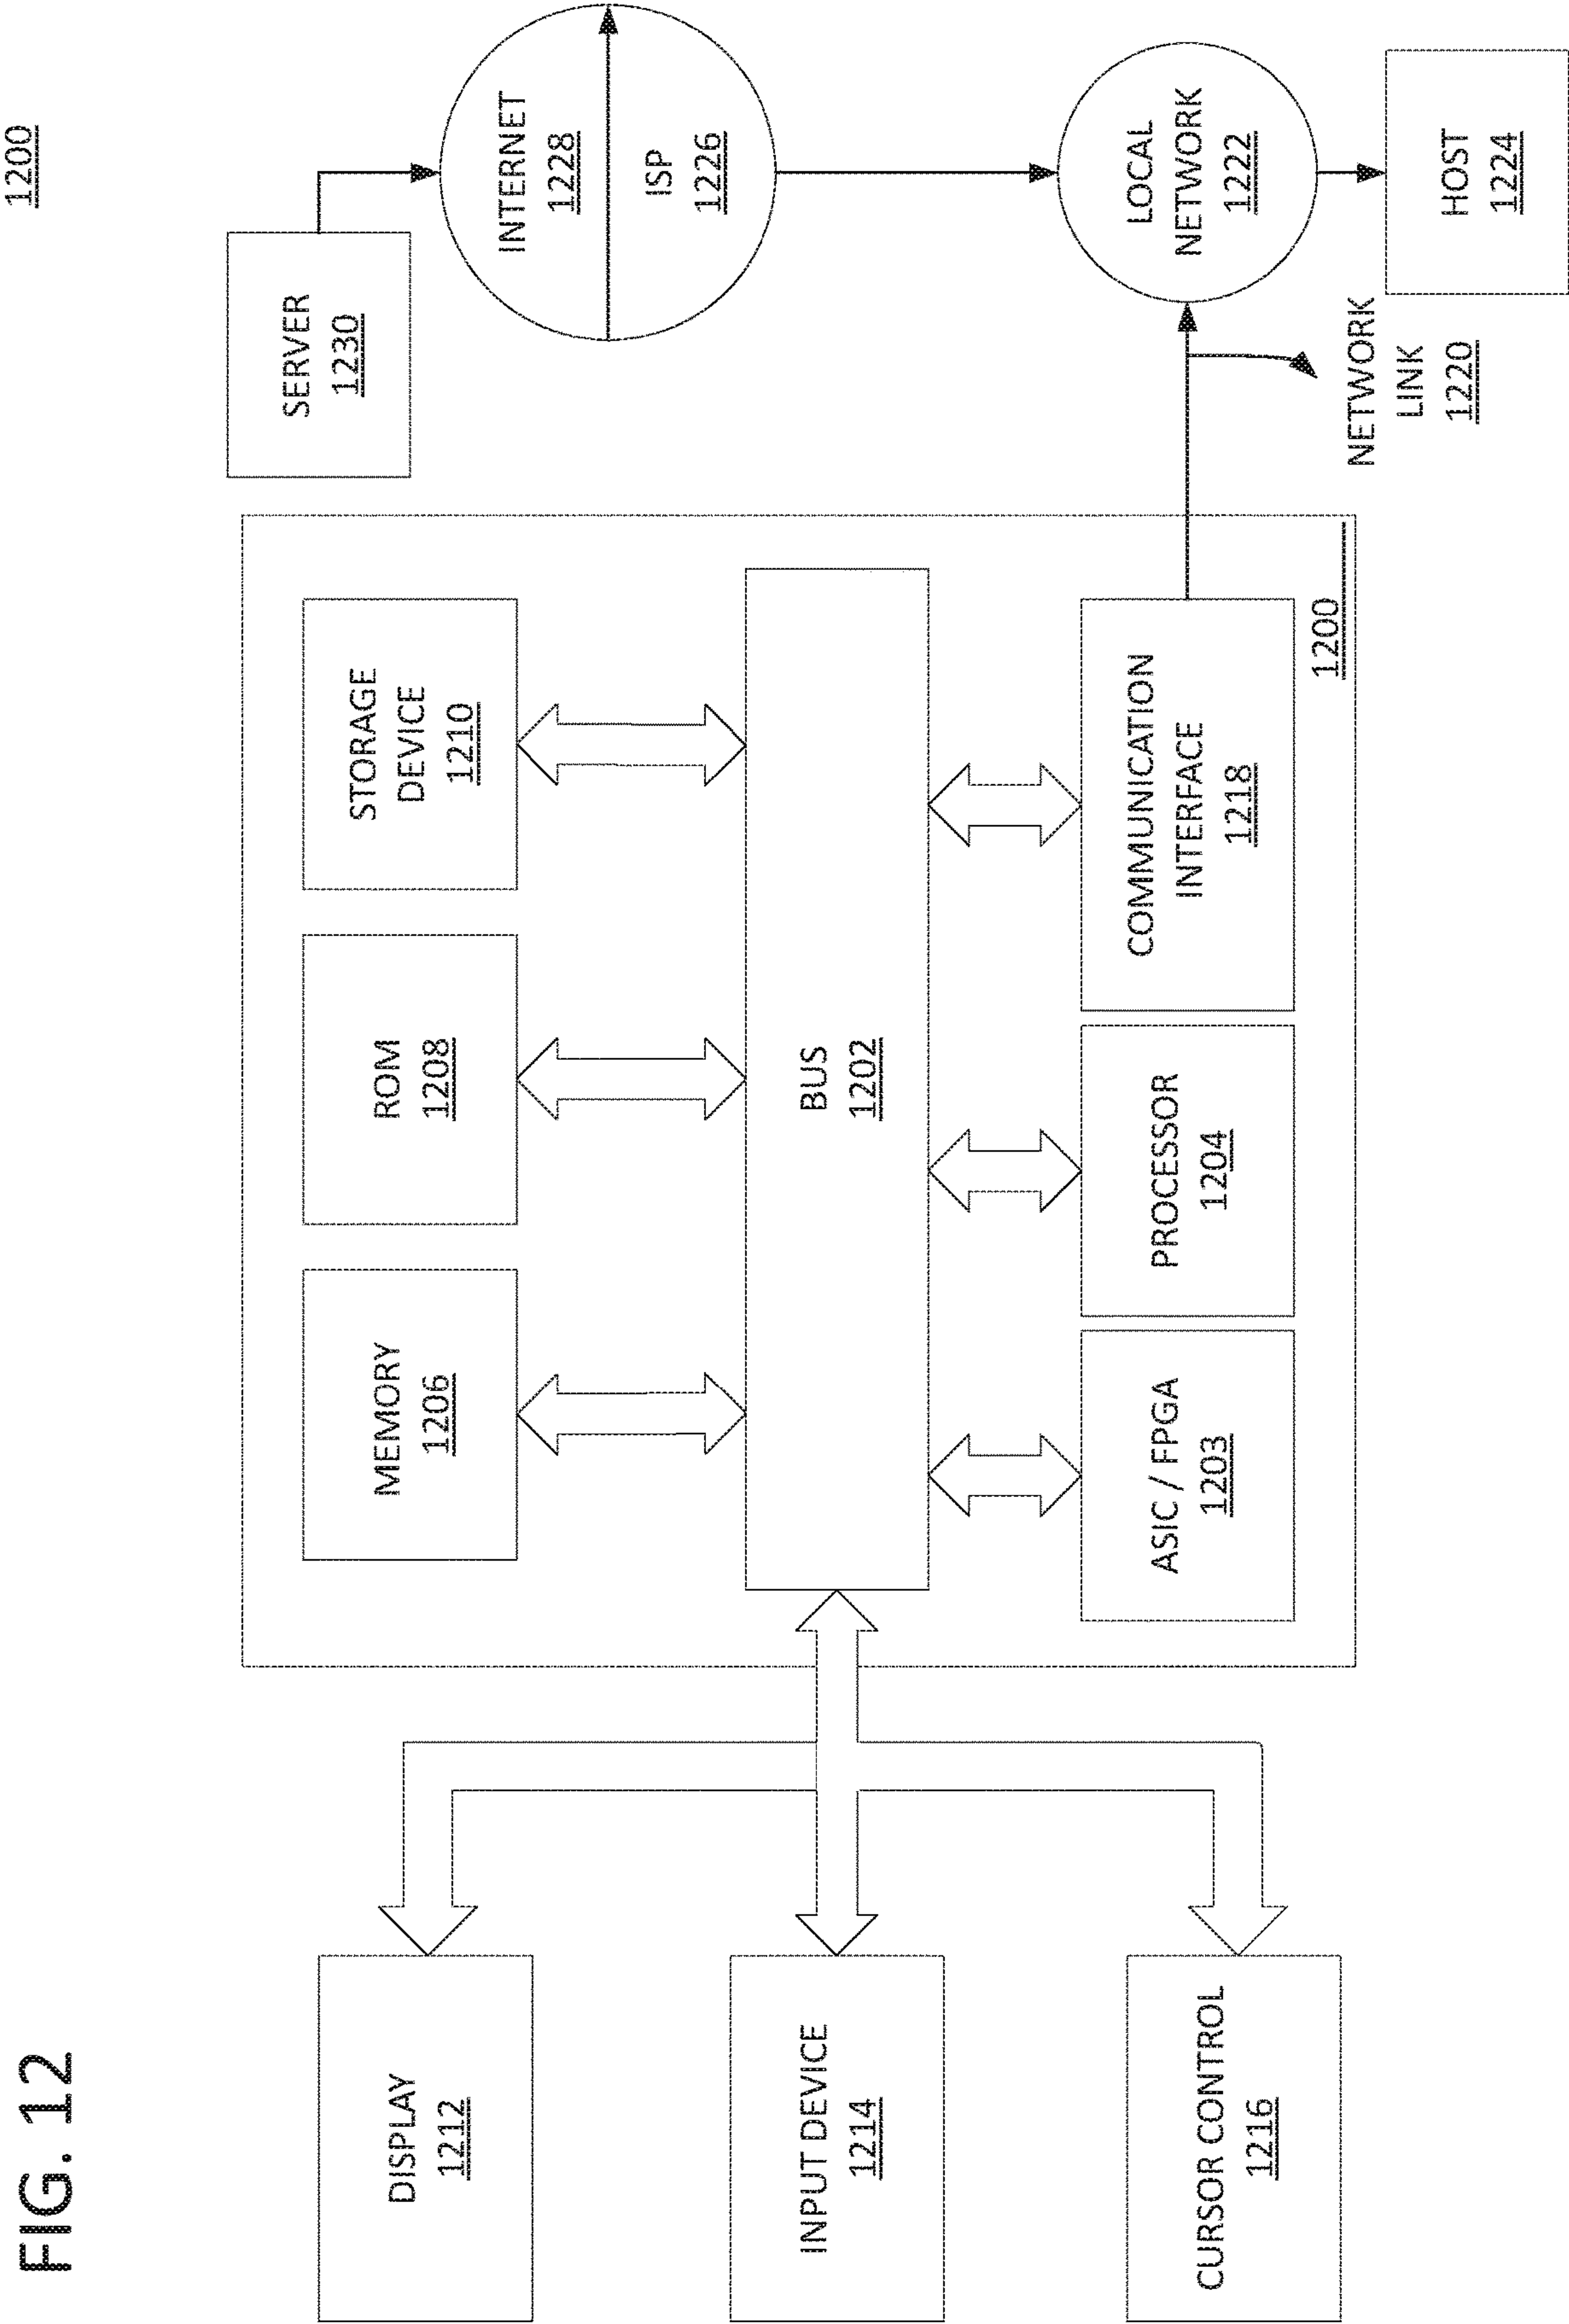 FIG. 12
1200
DISPLAY
1212
INPUT DEVICE
1214
CURSOR CONTROL
1216
MEMORY
1206
ROM
1208
STORAGE
DEVICE
1210
BUS
1202
ASIC / FPGA
1203
PROCESSOR
1204
COMMUNICATION
INTERFACE
1218
1200
SERVER
1230
INTERNET
1228
ISP
1226
LOCAL
NETWORK
1222
NETWORK
LINK
1220
HOST
1224